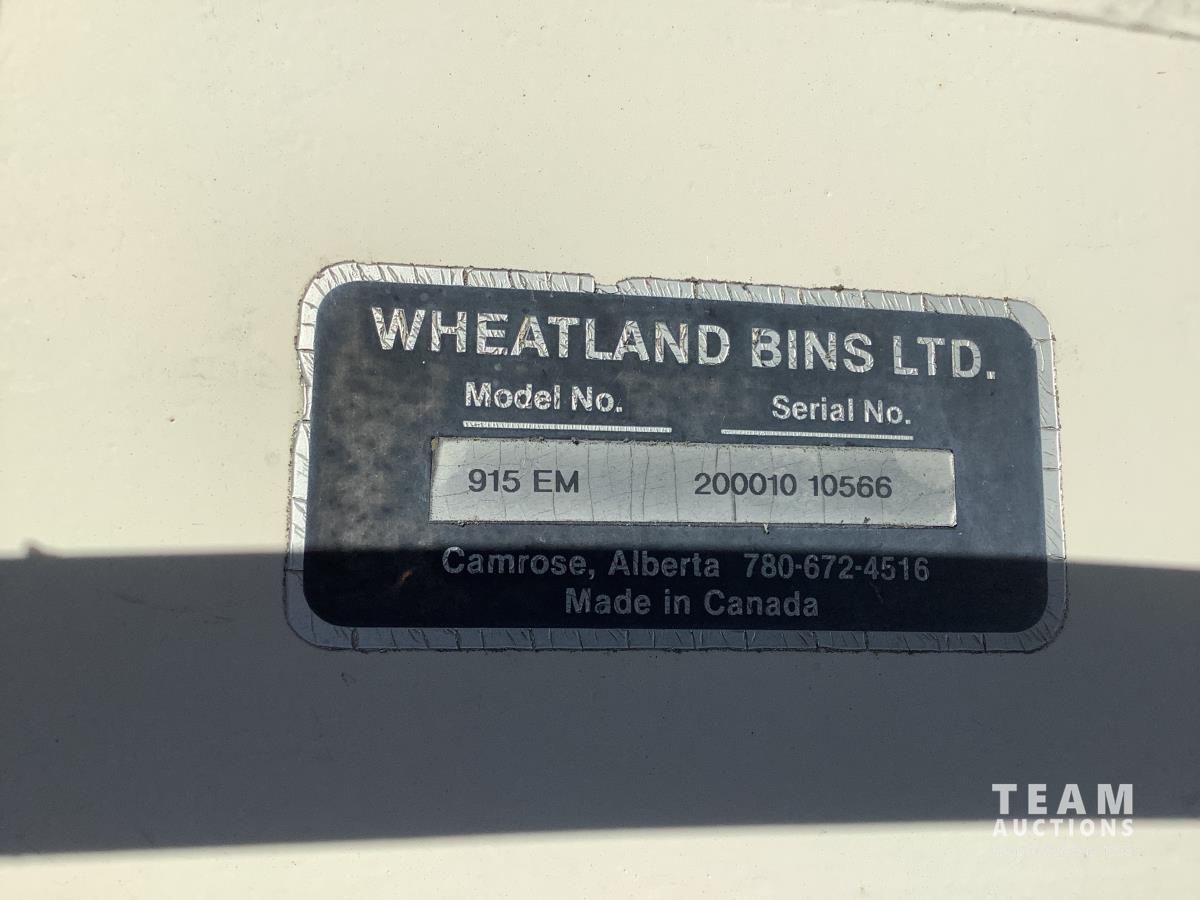 WHEATLAND BINS LTD.
Model No. Serial No.
915 EM 200010 10566
Camrose, Alberta 780-672-4516
Made in Canada
TEAM
AUCTIONS